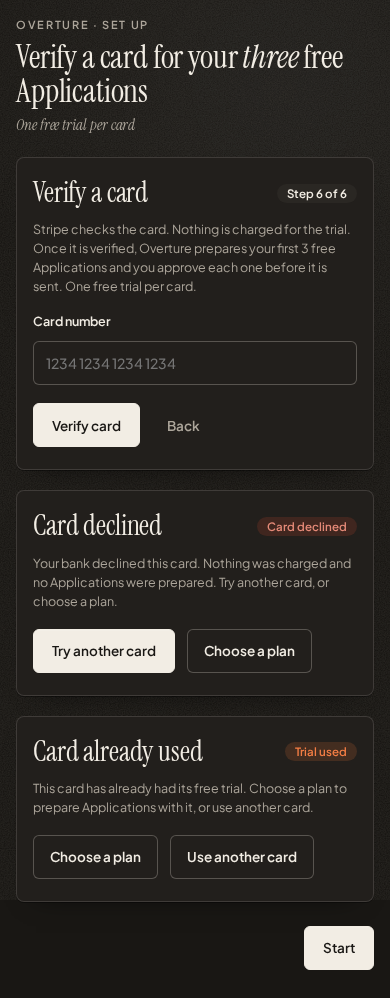 OVERTURE · SET UP
Verify a card for your three free
Applications
One free trial per card
Verify a card
Step 6 of 6
Stripe checks the card. Nothing is charged for the trial.
Once it is verified, Overture prepares your first 3 free
Applications and you approve each one before it is
sent. One free trial per card.
Card number
1234 1234 1234 1234
Verify card
Back
Card declined
Card declined
Your bank declined this card. Nothing was charged and
no Applications were prepared. Try another card, or
choose a plan.
Try another card
Choose a plan
Card already used
Trial used
This card has already had its free trial. Choose a plan to
prepare Applications with it, or use another card.
Choose a plan
Use another card
Start